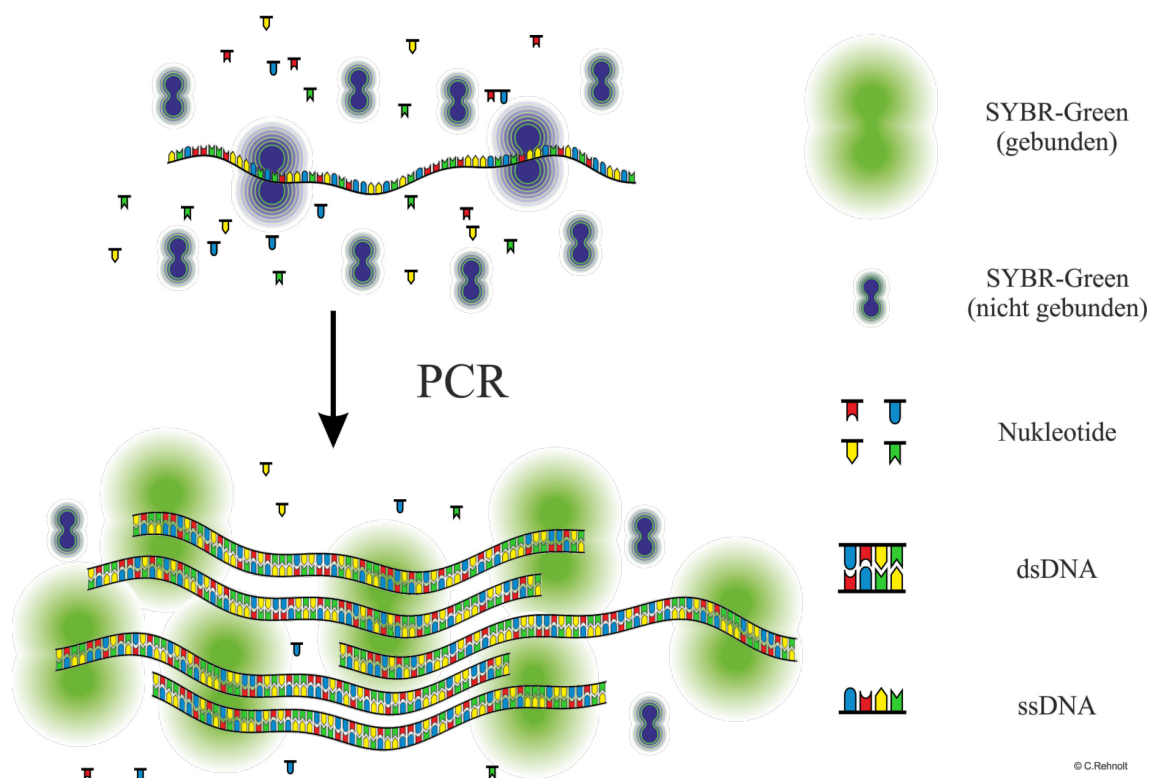 SYBR-Green
(gebunden)
SYBR-Green
(nicht gebunden)
PCR
Nukleotide
dsDNA
ssDNA
© C.Rehnolt